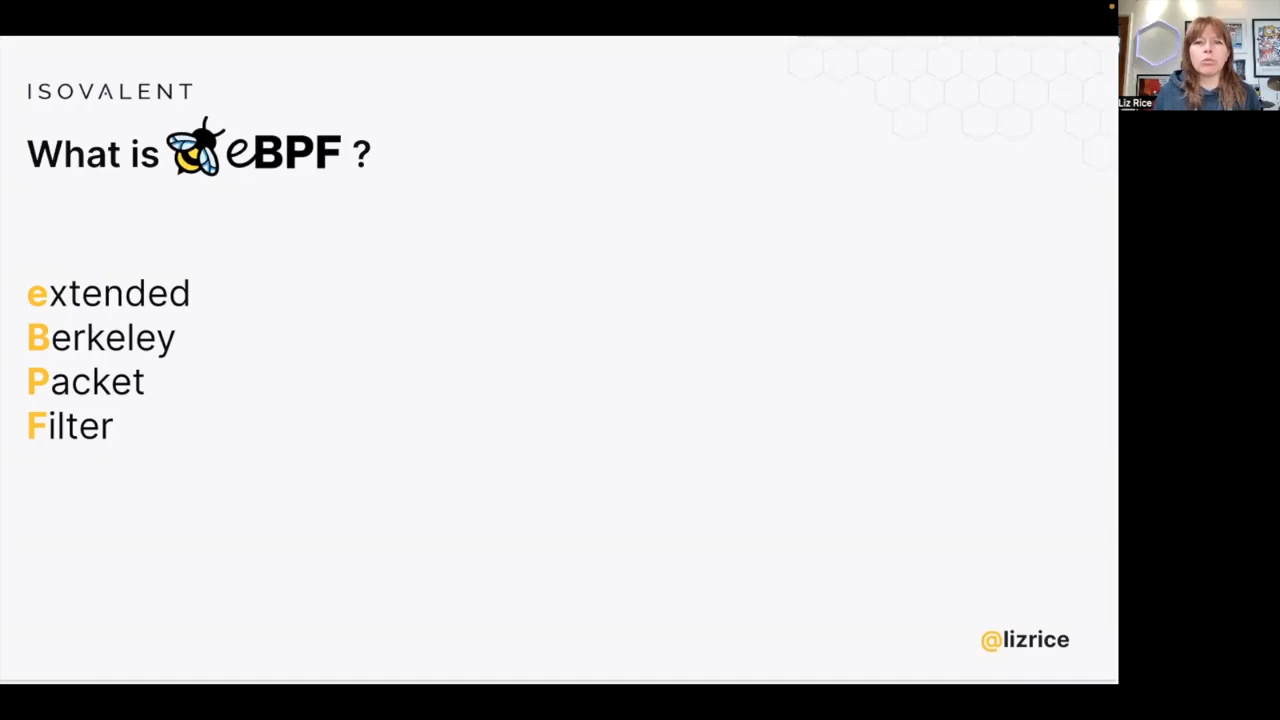 ISOVALENT
What is eBPF ?
extended
Berkeley
Packet
Filter
@lizrice
Liz Rice